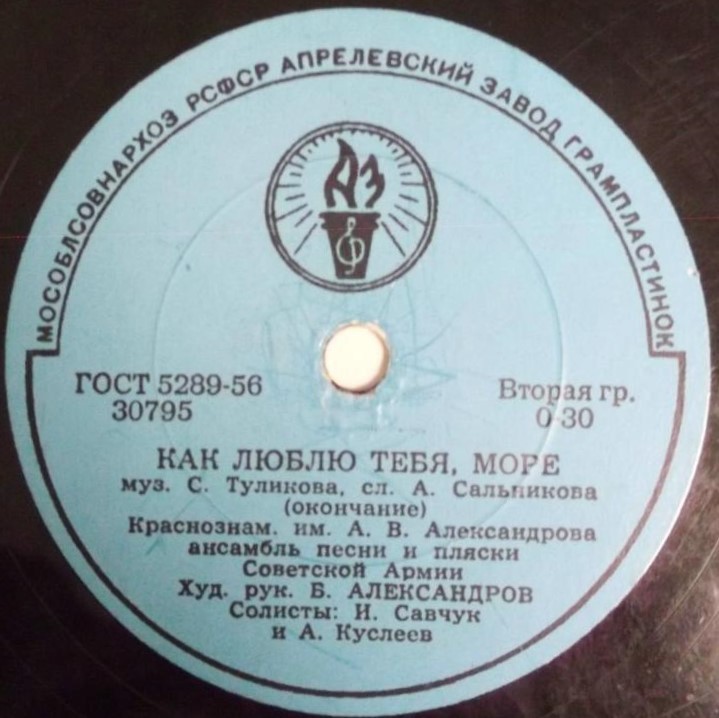 МОСОБЛСОВНАРХОЗ РСФСР АПРЕЛЕВСКИЙ ЗАВОД ГРАМПЛАСТИНОК
АЗ
ГОСТ 5289-56
30795
Вторая гр.
0-30
КАК ЛЮБЛЮ ТЕБЯ, МОРЕ
муз. С. Туликова, сл. А. Сальникова
(окончание)
Краснознам. им. А. В. Александрова
ансамбль песни и пляски
Советской Армии
Худ. рук. Б. АЛЕКСАНДРОВ
Солисты: И. Савчук
и А. Куслеев